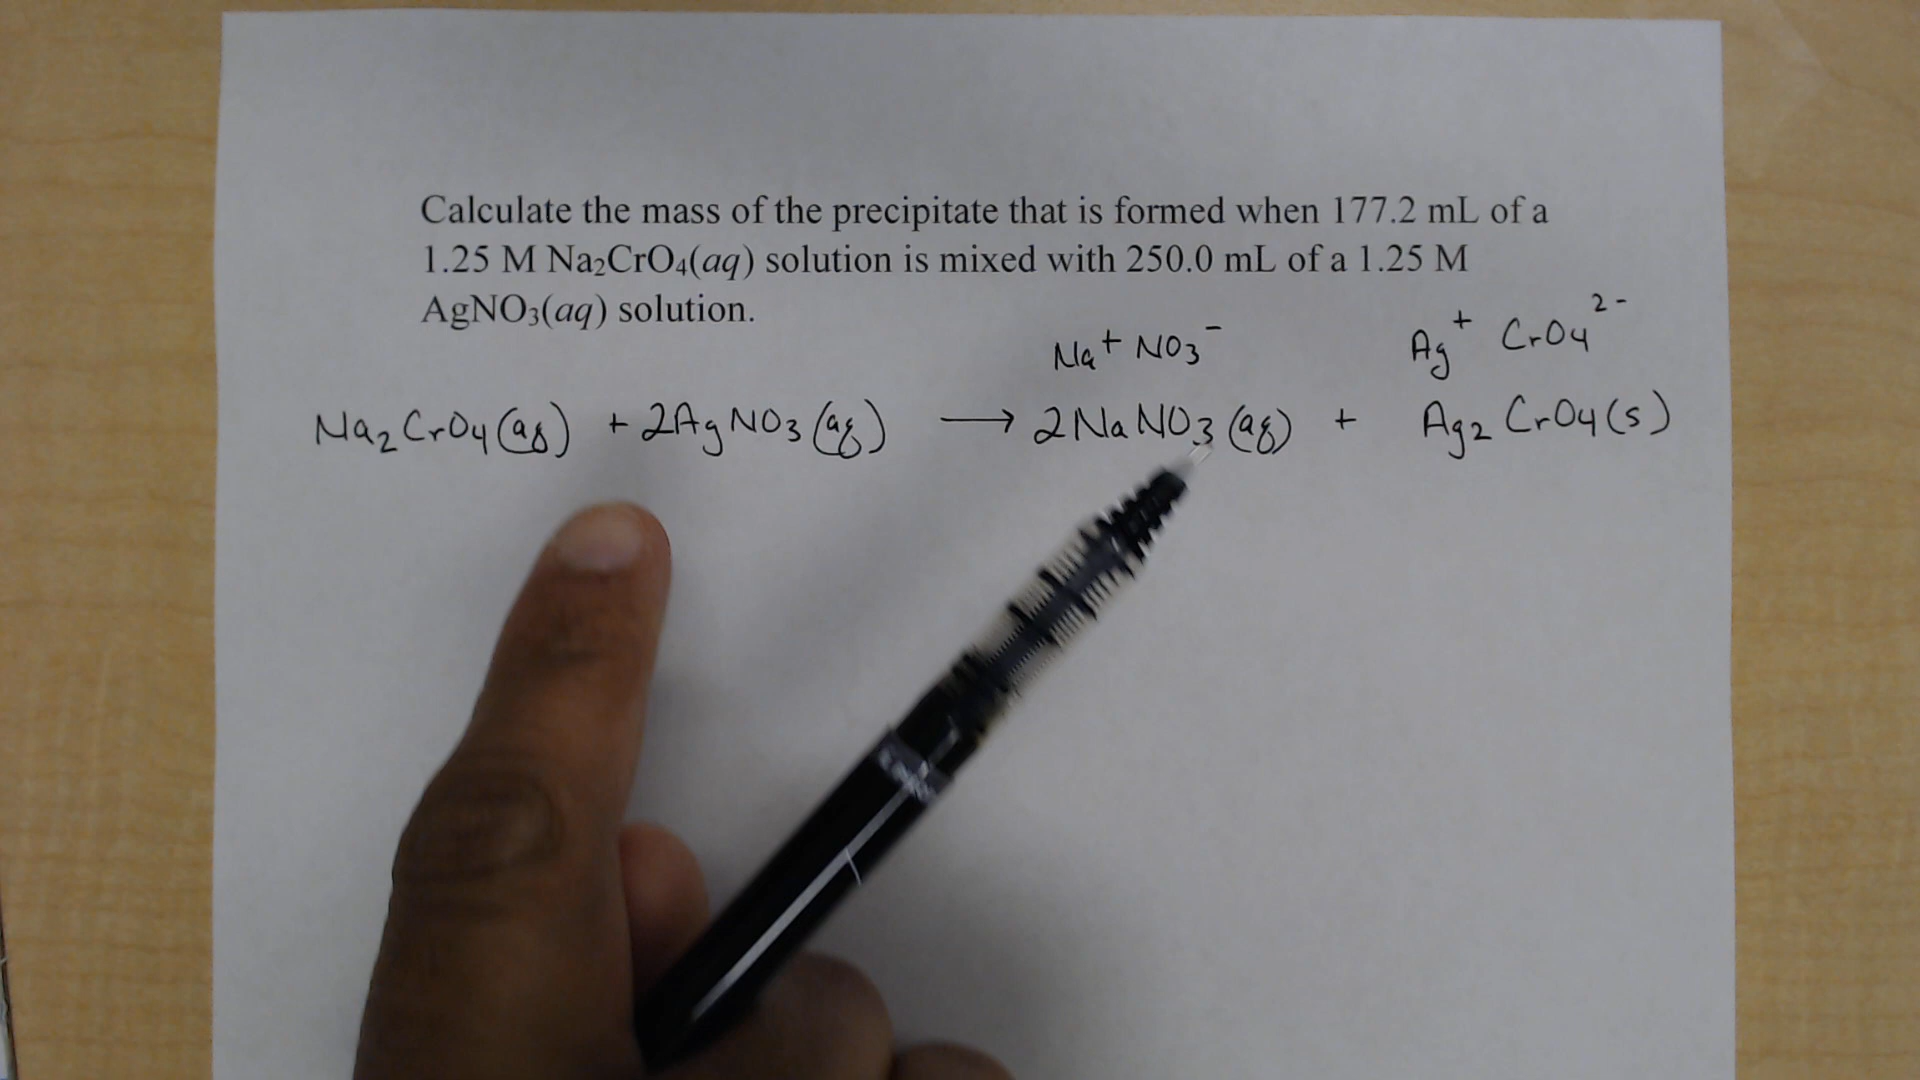 Calculate the mass of the precipitate that is formed when 177.2 mL of a
1.25 M Na₂CrO₄(aq) solution is mixed with 250.0 mL of a 1.25 M
AgNO₃(aq) solution.
Na⁺ NO₃⁻ Ag⁺ CrO₄²⁻
Na₂CrO₄(aq) + 2AgNO₃(aq) → 2NaNO₃(aq) + Ag₂CrO₄(s)